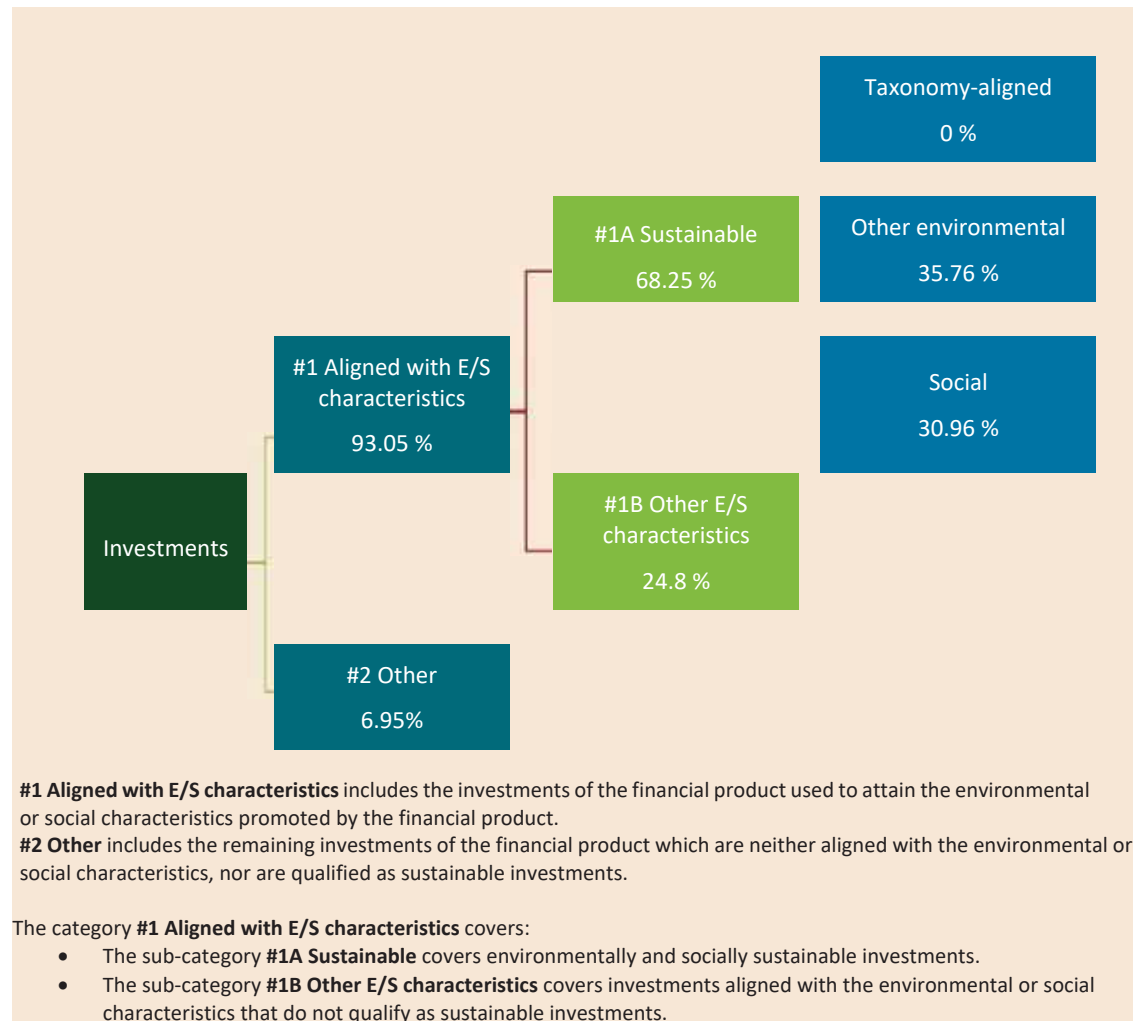 Taxonomy-aligned
0 %
#1A Sustainable
68.25 %
Other environmental
35.76 %
#1 Aligned with E/S
characteristics
93.05 %
Social
30.96 %
Investments
#1B Other E/S
characteristics
24.8 %
#2 Other
6.95%
#1 Aligned with E/S characteristics includes the investments of the financial product used to attain the environmental
or social characteristics promoted by the financial product.
#2 Other includes the remaining investments of the financial product which are neither aligned with the environmental or
social characteristics, nor are qualified as sustainable investments.
The category #1 Aligned with E/S characteristics covers:
• The sub-category #1A Sustainable covers environmentally and socially sustainable investments.
• The sub-category #1B Other E/S characteristics covers investments aligned with the environmental or social
characteristics that do not qualify as sustainable investments.